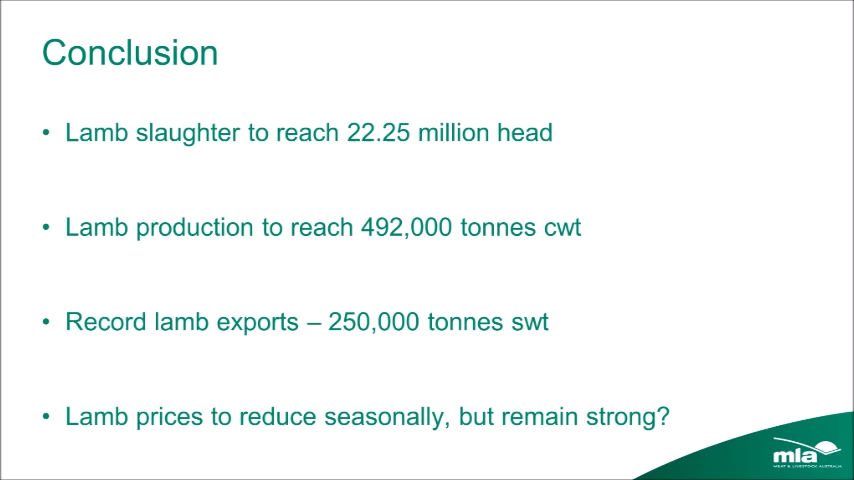 Conclusion
• Lamb slaughter to reach 22.25 million head
• Lamb production to reach 492,000 tonnes cwt
• Record lamb exports – 250,000 tonnes swt
• Lamb prices to reduce seasonally, but remain strong?
mla
MEAT & LIVESTOCK AUSTRALIA